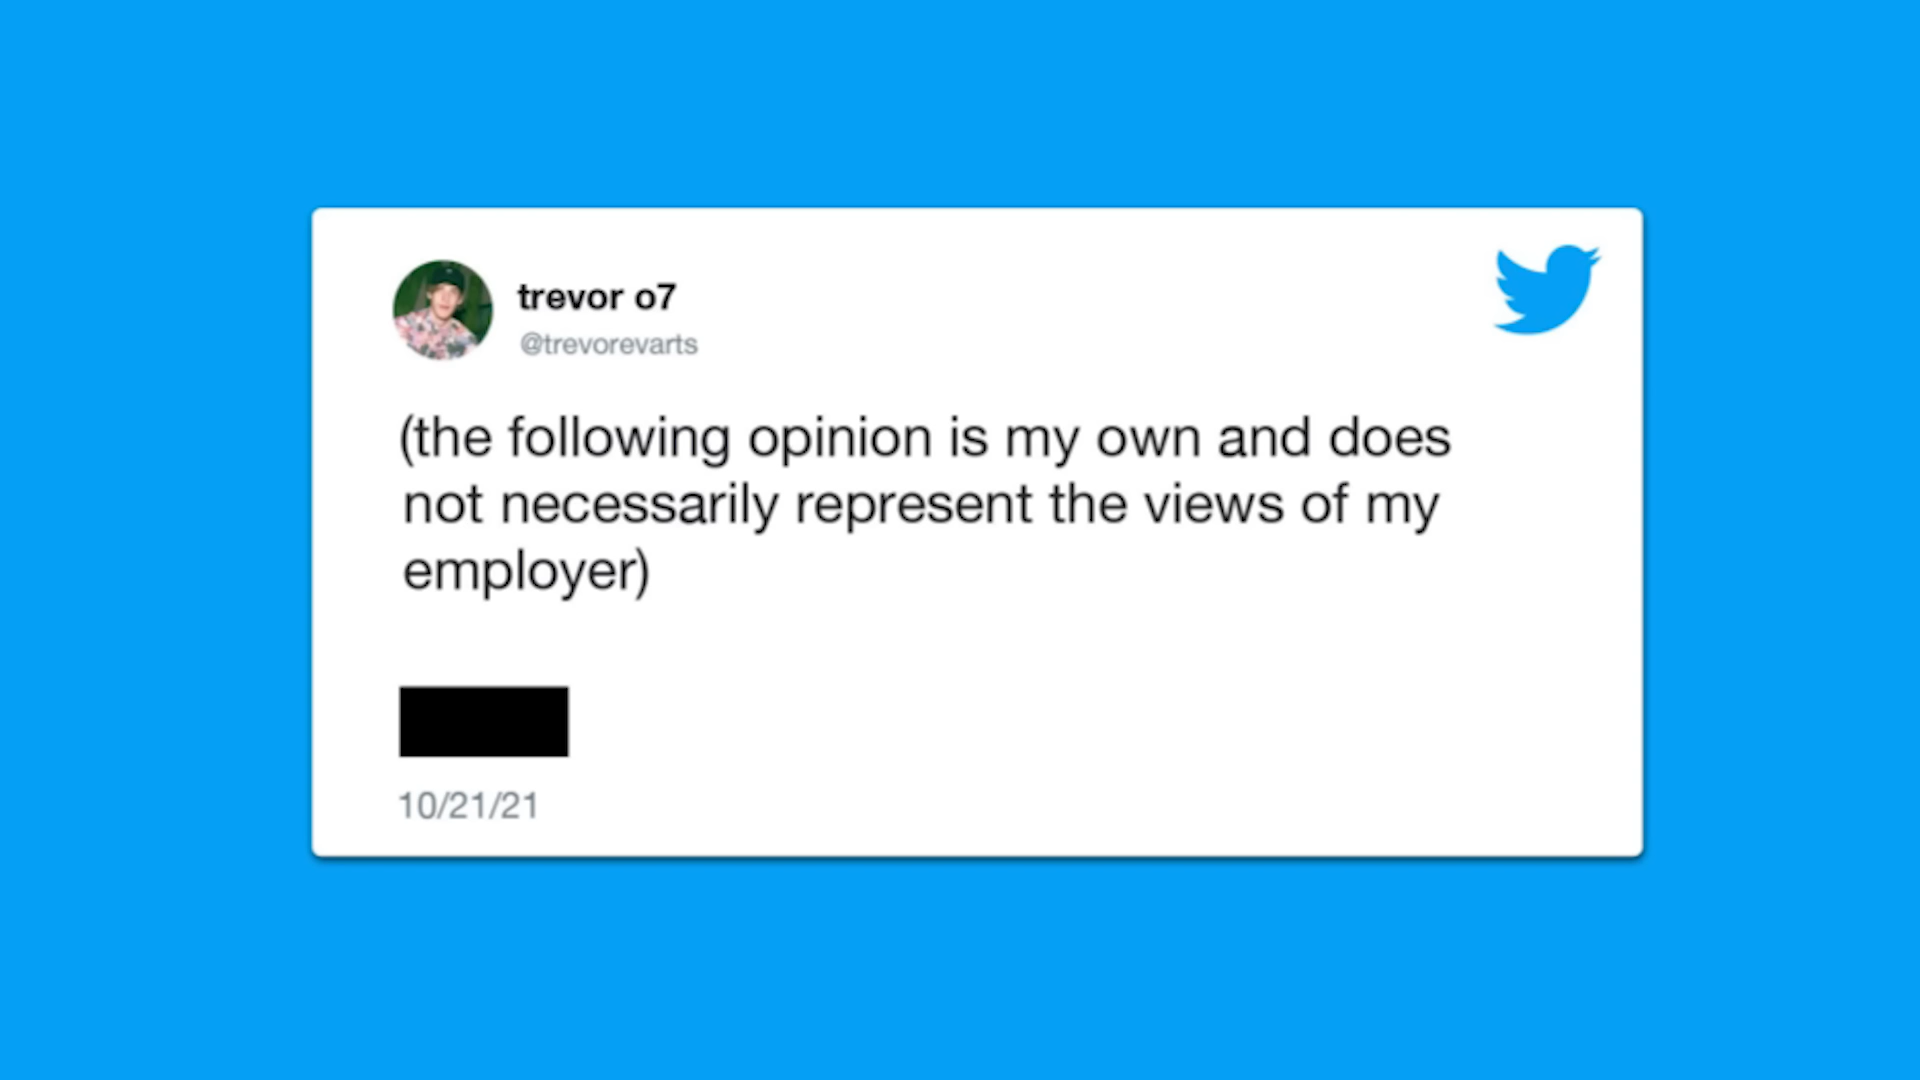 trevor o7
@trevorevarts
(the following opinion is my own and does
not necessarily represent the views of my
employer)
10/21/21